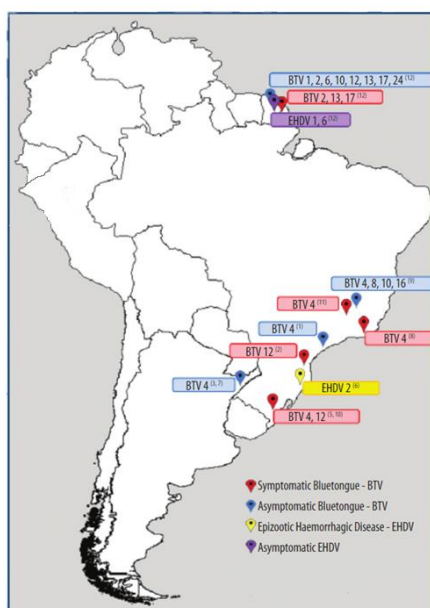 BTV 1, 2, 6, 10, 12, 13, 17, 24 (12)
BTV 2, 13, 17 (12)
EHDV 1, 6 (12)
BTV 4, 8, 10, 16 (9)
BTV 4 (11)
BTV 4 (1)
BTV 4 (8)
BTV 12 (2)
BTV 4 (3, 7)
EHDV 2 (6)
BTV 4, 12 (5, 10)
Symptomatic Bluetongue - BTV
Asymptomatic Bluetongue - BTV
Epizootic Haemorrhagic Disease - EHDV
Asymptomatic EHDV